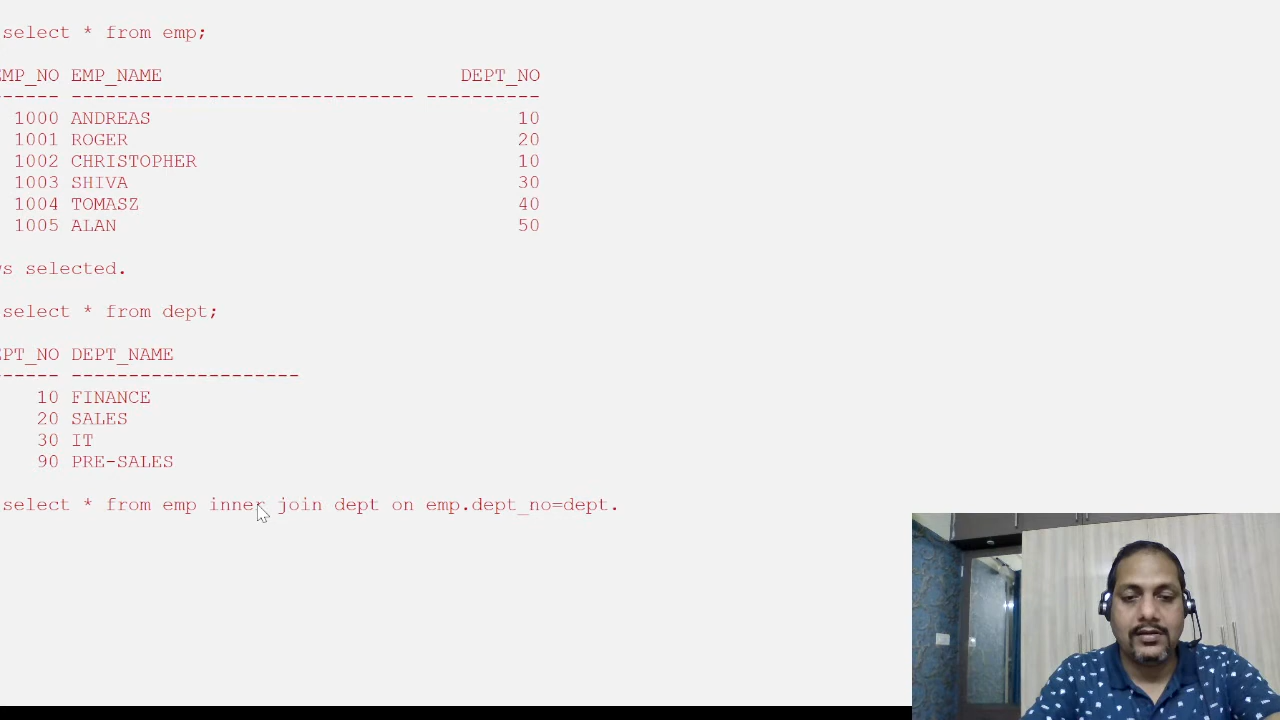 select * from emp;
EMP_NO EMP_NAME DEPT_NO
------ ------------------------------ ----------
1000 ANDREAS 10
1001 ROGER 20
1002 CHRISTOPHER 10
1003 SHIVA 30
1004 TOMASZ 40
1005 ALAN 50
s selected.
select * from dept;
EPT_NO DEPT_NAME
------ --------------------
10 FINANCE
20 SALES
30 IT
90 PRE-SALES
select * from emp inner join dept on emp.dept_no=dept.